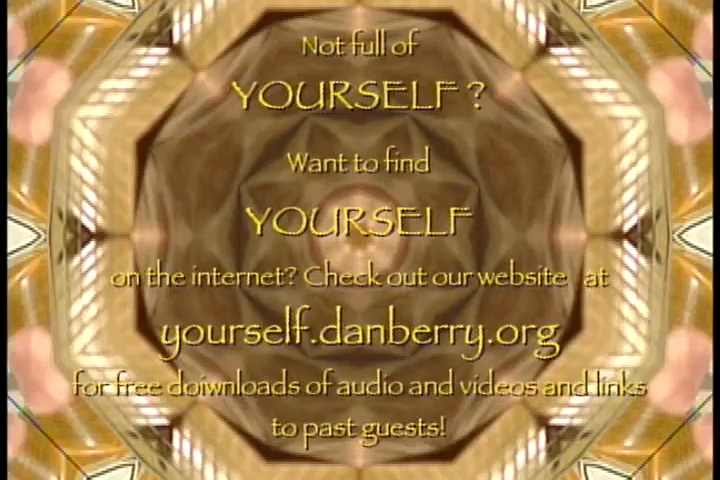 Not full of
YOURSELF ?
Want to find
YOURSELF
on the internet? Check out our website at
yourself.danberry.org
for free doiwnloads of audio and videos and links
to past guests!